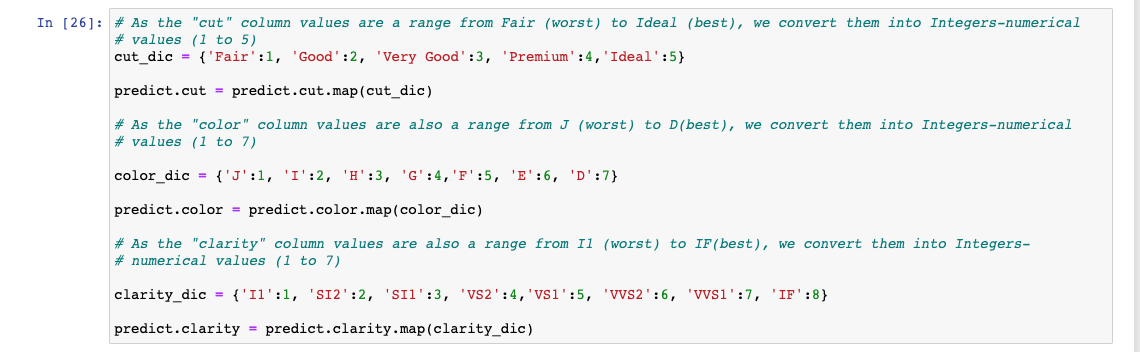 In [26]: # As the "cut" column values are a range from Fair (worst) to Ideal (best), we convert them into Integers-numerical
# values (1 to 5)
cut_dic = {'Fair':1, 'Good':2, 'Very Good':3, 'Premium':4,'Ideal':5}
predict.cut = predict.cut.map(cut_dic)
# As the "color" column values are also a range from J (worst) to D(best), we convert them into Integers-numerical
# values (1 to 7)
color_dic = {'J':1, 'I':2, 'H':3, 'G':4,'F':5, 'E':6, 'D':7}
predict.color = predict.color.map(color_dic)
# As the "clarity" column values are also a range from I1 (worst) to IF(best), we convert them into Integers-
# numerical values (1 to 7)
clarity_dic = {'I1':1, 'SI2':2, 'SI1':3, 'VS2':4,'VS1':5, 'VVS2':6, 'VVS1':7, 'IF':8}
predict.clarity = predict.clarity.map(clarity_dic)